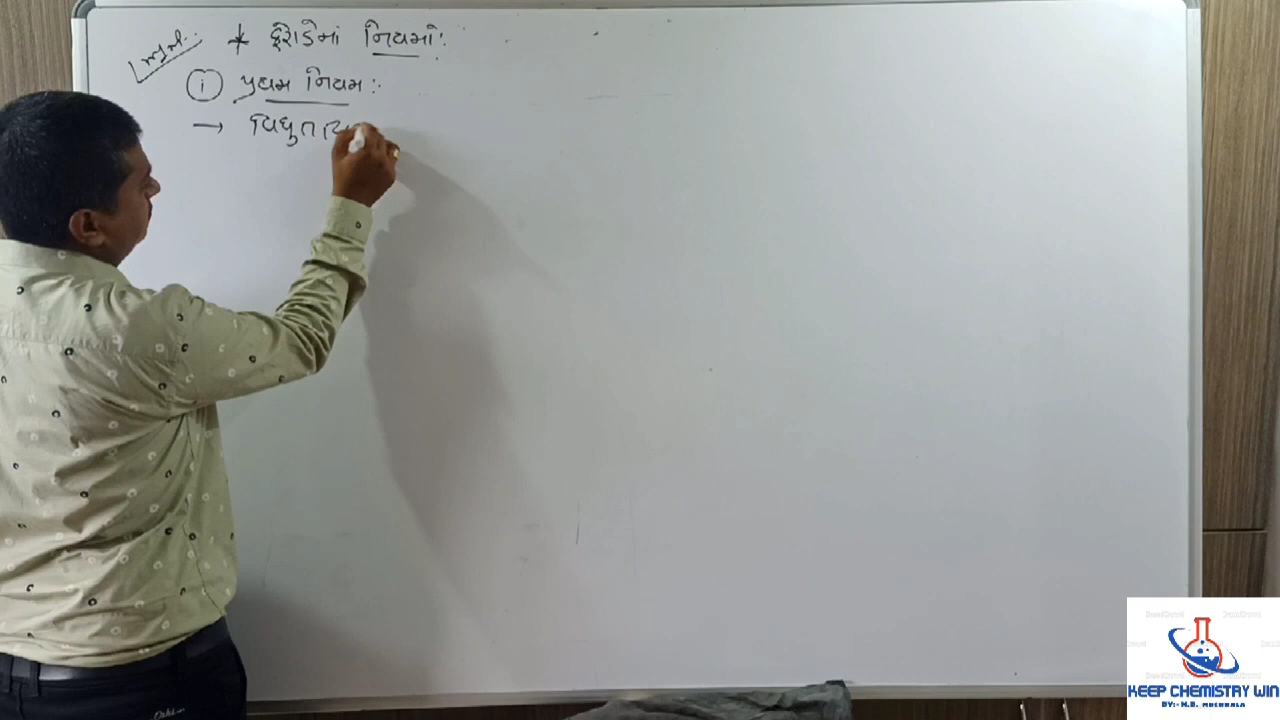 * ફેરાડેનાં નિયમો :
(i) પ્રથમ નિયમ :-
→ વિદ્યુત
KEEP CHEMISTRY WIN